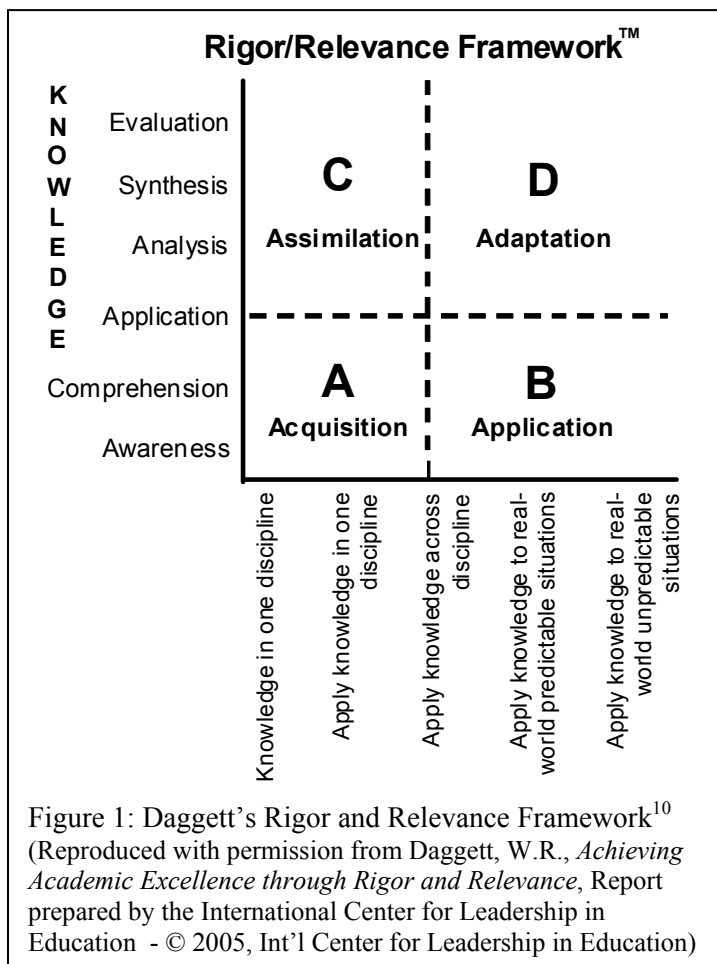 Rigor/Relevance Framework™
KNOWLEDGE
Evaluation
Synthesis
Analysis
Application
Comprehension
Awareness
C
Assimilation
D
Adaptation
A
Acquisition
B
Application
Knowledge in one discipline
Apply knowledge in one
discipline
Apply knowledge across
discipline
Apply knowledge to real-
world predictable situations
Apply knowledge to real-
world unpredictable
situations
Figure 1: Daggett’s Rigor and Relevance Framework¹⁰
(Reproduced with permission from Daggett, W.R., Achieving
Academic Excellence through Rigor and Relevance, Report
prepared by the International Center for Leadership in
Education  - © 2005, Int’l Center for Leadership in Education)